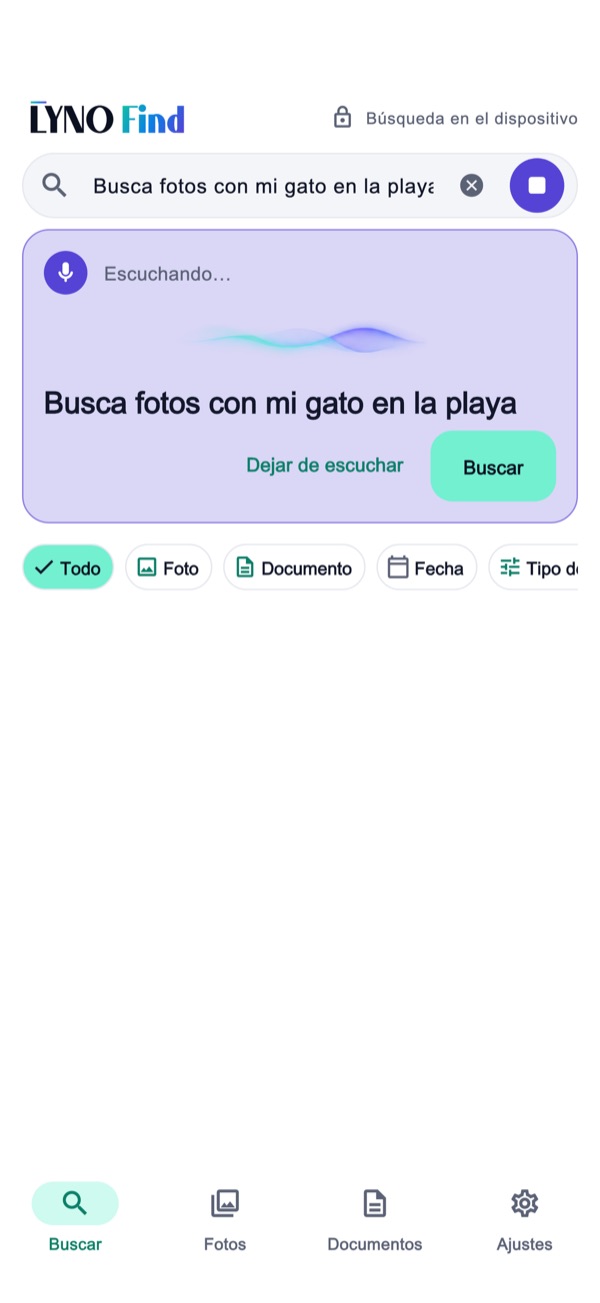 LYNO Find
Búsqueda en el dispositivo
Busca fotos con mi gato en la playa
Escuchando...
Busca fotos con mi gato en la playa
Dejar de escuchar
Buscar
Todo
Foto
Documento
Fecha
Tipo
Buscar
Fotos
Documentos
Ajustes